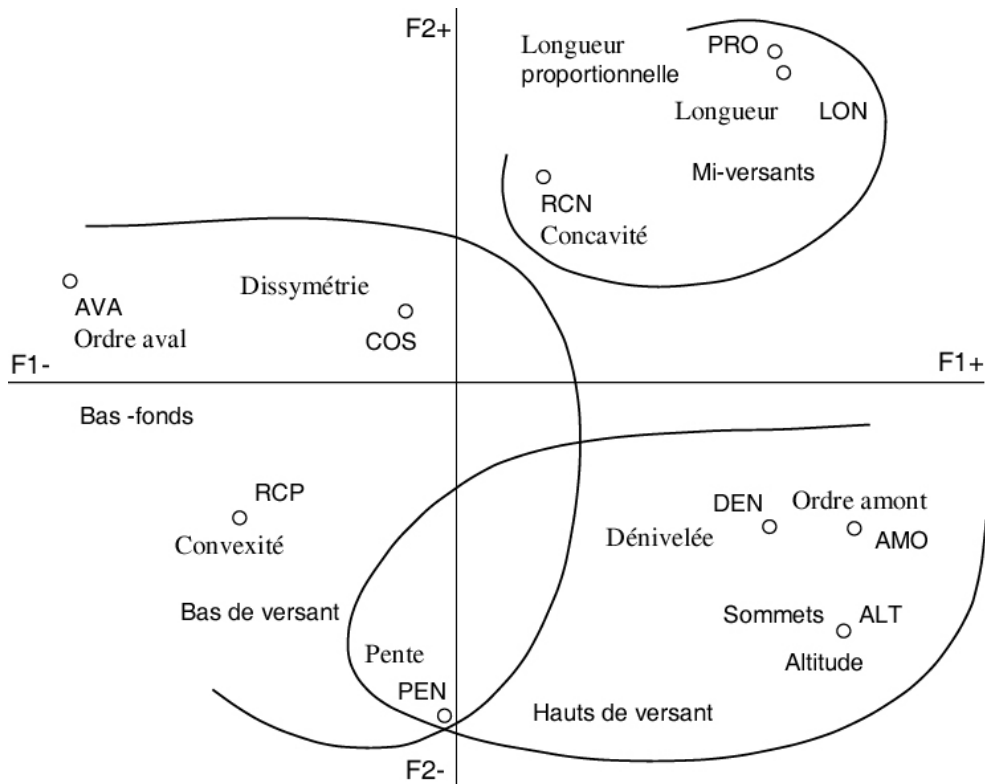 F2+
Longueur
proportionnelle
PRO
Longueur
LON
Mi-versants
RCN
Concavité
Dissymétrie
AVA
Ordre aval
COS
F1-
F1+
Bas -fonds
RCP
Convexité
DEN
Ordre amont
Dénivelée
AMO
Bas de versant
Sommets
ALT
Altitude
Pente
PEN
Hauts de versant
F2-